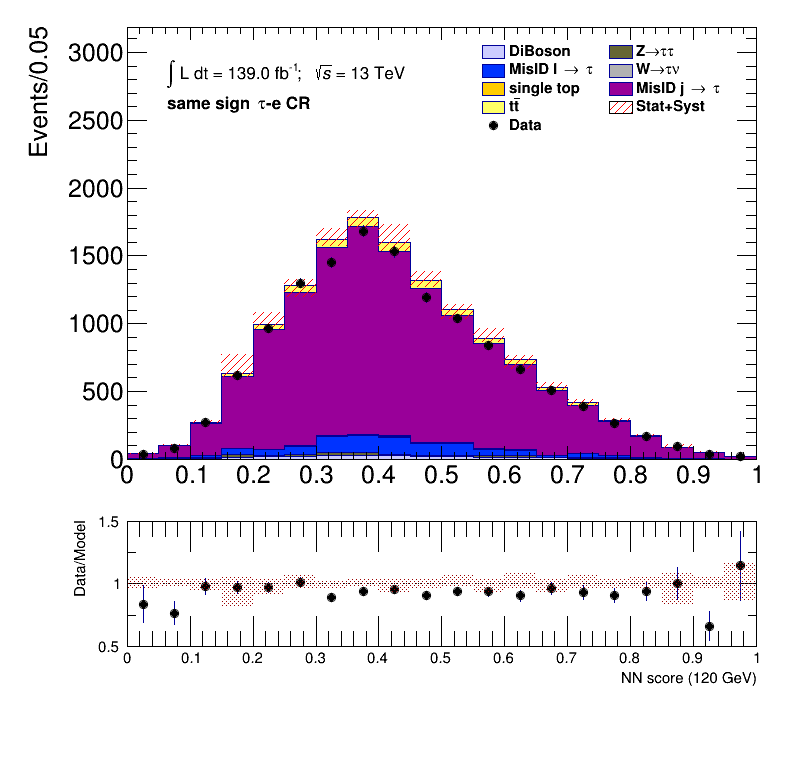 Events/0.05
3000
2500
2000
1500
1000
500
0
∫ L dt = 139.0 fb⁻¹; √s = 13 TeV
same sign τ-e CR
DiBoson
MisID l → τ
single top
tt̄
Data
Z→ττ
W→τν
MisID j → τ
Stat+Syst
0 0.1 0.2 0.3 0.4 0.5 0.6 0.7 0.8 0.9 1
Data/Model
1.5
1
0.5
0 0.1 0.2 0.3 0.4 0.5 0.6 0.7 0.8 0.9 1
NN score (120 GeV)